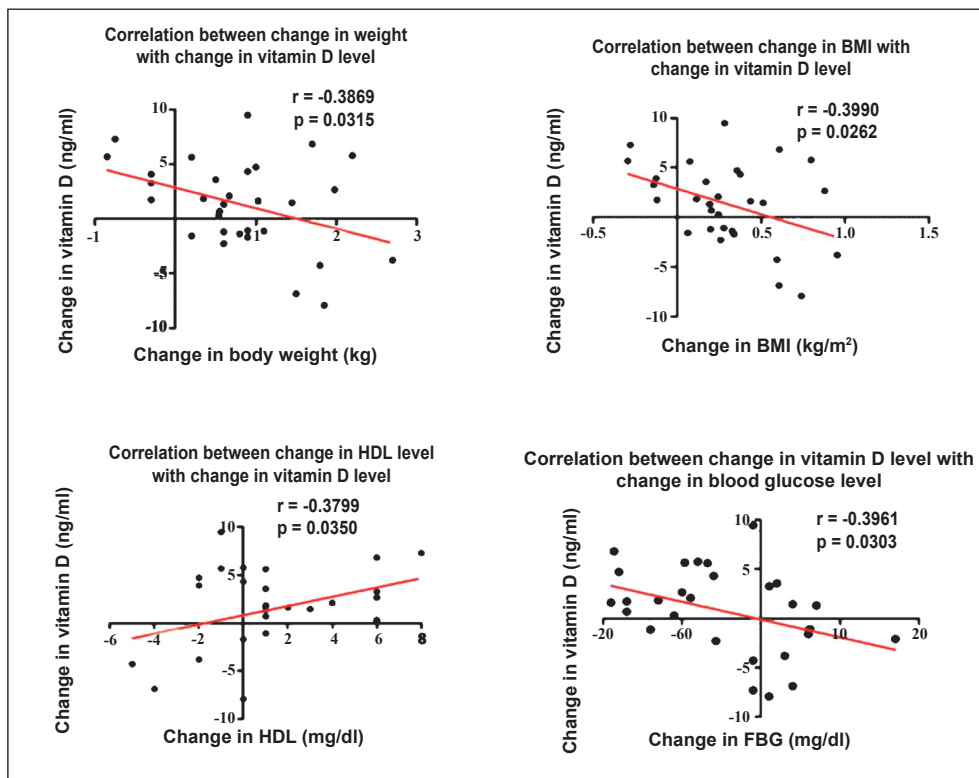 Correlation between change in weight
with change in vitamin D level
r = -0.3869
p = 0.0315
Change in vitamin D (ng/ml)
10
5
0
-5
-10
-1
1
2
3
Change in body weight (kg)
Correlation between change in BMI with
change in vitamin D level
r = -0.3990
p = 0.0262
Change in vitamin D (ng/ml)
10
5
0
-5
-10
-0.5
0.5
1.0
1.5
Change in BMI (kg/m²)
Correlation between change in HDL level
with change in vitamin D level
r = -0.3799
p = 0.0350
Change in vitamin D (ng/ml)
10
5
0
-5
-10
-6
-4
-2
2
4
6
8
Change in HDL (mg/dl)
Correlation between change in vitamin D level with
change in blood glucose level
r = -0.3961
p = 0.0303
Change in vitamin D (ng/ml)
10
5
0
-5
-10
-20
-60
10
20
Change in FBG (mg/dl)